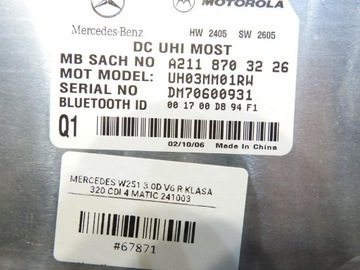 MOTOROLA
Mercedes-Benz HW 2405 SW 2605
DC UHI MOST
MB SACH NO A211 870 32 26
MOT MODEL: UH03MM01RW
SERIAL NO DM70600931
BLUETOOTH ID 00 17 00 D8 94 F1
Q1
02/10/06 Made in China
MERCEDES W251 3.0D V6 R KLASA
320 CDI 4 MATIC 241003
#67871